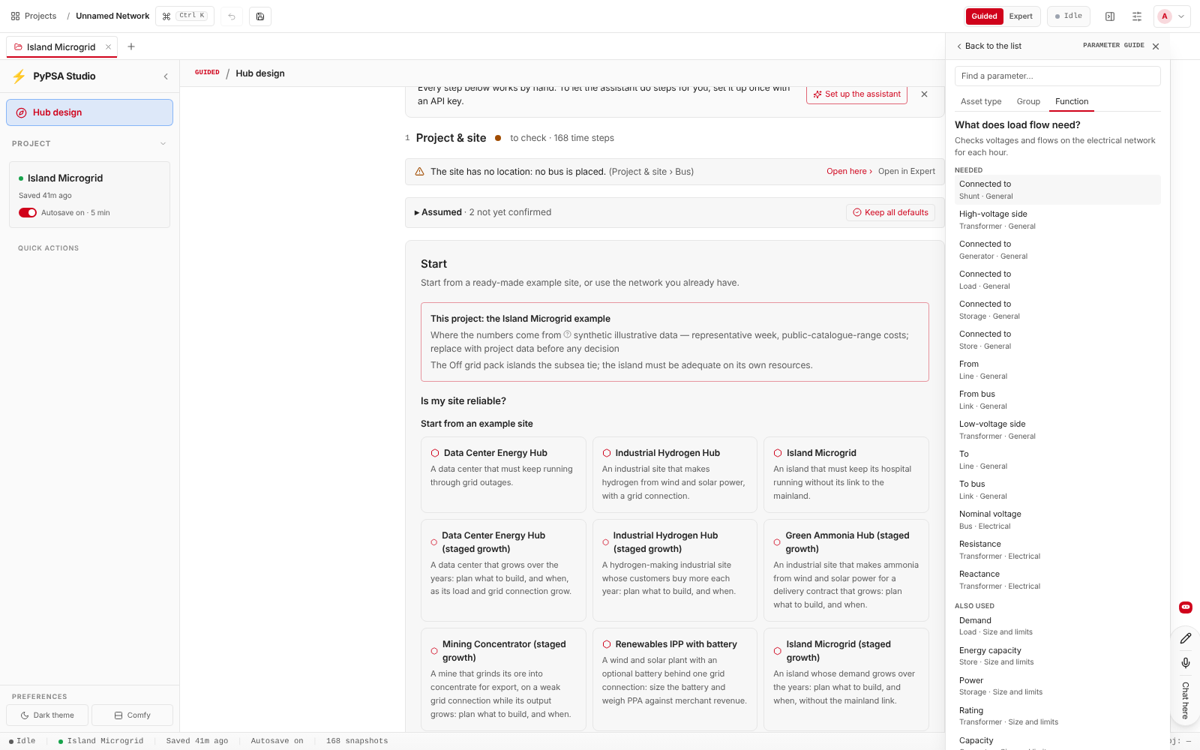 Projects / Unnamed Network ⌘ Ctrl K
Guided Expert Idle A
Island Microgrid × +
PyPSA Studio
Hub design
PROJECT
Island Microgrid
Saved 41m ago
Autosave on · 5 min
QUICK ACTIONS
PREFERENCES
Dark theme Comfy
GUIDED / Hub design
Every step below works by hand. To let the assistant do steps for you, set it up once with
an API key.
Set up the assistant
1 Project & site to check · 168 time steps
The site has no location: no bus is placed. (Project & site › Bus)
Open here › Open in Expert
Assumed · 2 not yet confirmed
Keep all defaults
Start
Start from a ready-made example site, or use the network you already have.
This project: the Island Microgrid example
Where the numbers come from ? synthetic illustrative data — representative week, public-catalogue-range costs;
replace with project data before any decision
The Off grid pack islands the subsea tie; the island must be adequate on its own resources.
Is my site reliable?
Start from an example site
Data Center Energy Hub
A data center that must keep running
through grid outages.
Industrial Hydrogen Hub
An industrial site that makes
hydrogen from wind and solar power,
with a grid connection.
Island Microgrid
An island that must keep its hospital
running without its link to the
mainland.
Data Center Energy Hub
(staged growth)
A data center that grows over the
years: plan what to build, and when,
as its load and grid connection grow.
Industrial Hydrogen Hub
(staged growth)
A hydrogen-making industrial site
whose customers buy more each
year: plan what to build, and when.
Green Ammonia Hub (staged
growth)
An industrial site that makes ammonia
from wind and solar power for a
delivery contract that grows: plan
what to build, and when.
Mining Concentrator (staged
growth)
A mine that grinds its ore into
concentrate for export, on a weak
grid connection while its output
grows: plan what to build, and when.
Renewables IPP with battery
A wind and solar plant with an
optional battery behind one grid
connection: size the battery and
weigh PPA against merchant revenue.
Island Microgrid (staged
growth)
An island whose demand grows over
the years: plan what to build, and
when, without the mainland link.
Back to the list PARAMETER GUIDE
Find a parameter...
Asset type Group Function
What does load flow need?
Checks voltages and flows on the electrical network
for each hour.
NEEDED
Connected to
Shunt · General
High-voltage side
Transformer · General
Connected to
Generator · General
Connected to
Load · General
Connected to
Storage · General
Connected to
Store · General
From
Line · General
From bus
Link · General
Low-voltage side
Transformer · General
To
Line · General
To bus
Link · General
Nominal voltage
Bus · Electrical
Resistance
Transformer · Electrical
Reactance
Transformer · Electrical
ALSO USED
Demand
Load · Size and limits
Energy capacity
Store · Size and limits
Power
Storage · Size and limits
Rating
Transformer · Size and limits
Capacity
Chat here
Idle Island Microgrid Saved 41m ago Autosave on 168 snapshots